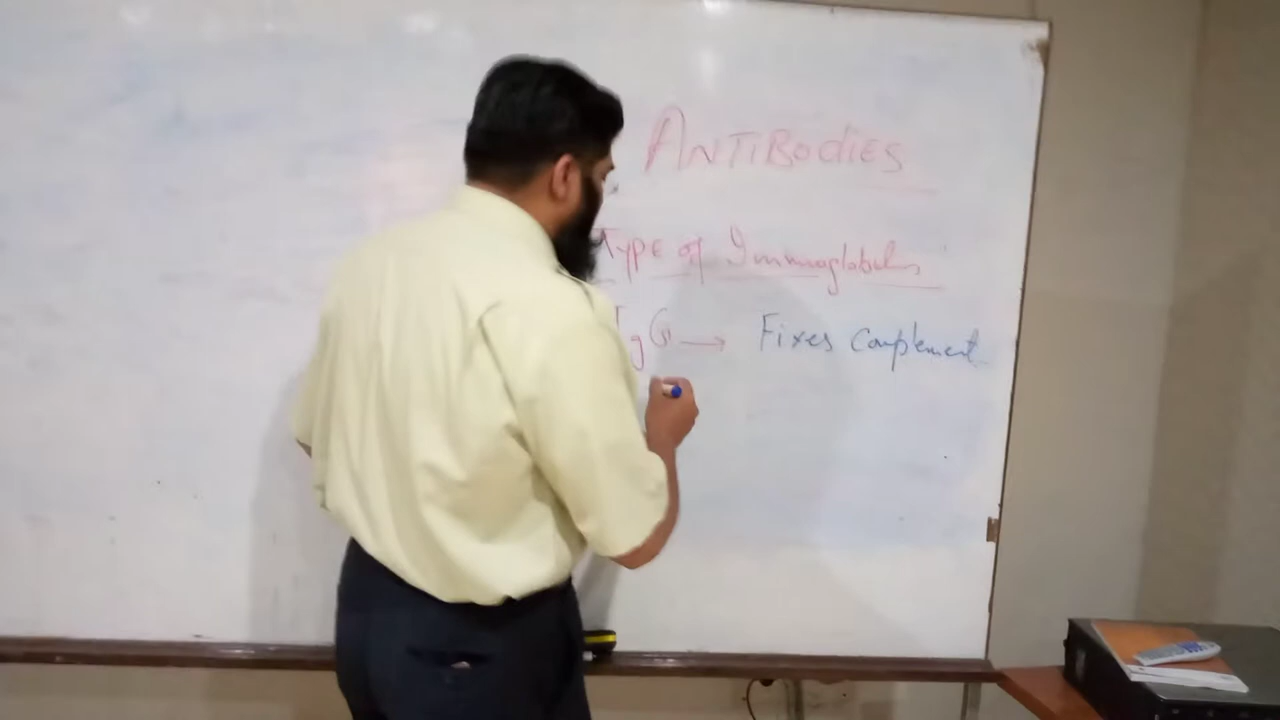 ANTIBODIES
Type of Immunoglobulins
IgG → Fixes Complement